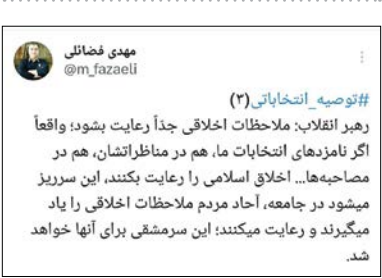 مهدی فضائلی
@m_fazaeli
#توصیه_انتخاباتی(۳)
رهبر انقلاب: ملاحظات اخلاقی جدّاً رعایت بشود؛ واقعاً
اگر نامزدهای انتخابات ما، هم در مناظراتشان، هم در
مصاحبه‌ها... اخلاق اسلامی را رعایت بکنند، این سرریز
میشود در جامعه، آحاد مردم ملاحظات اخلاقی را یاد
میگیرند و رعایت میکنند؛ این سرمشقی برای آنها خواهد
شد.